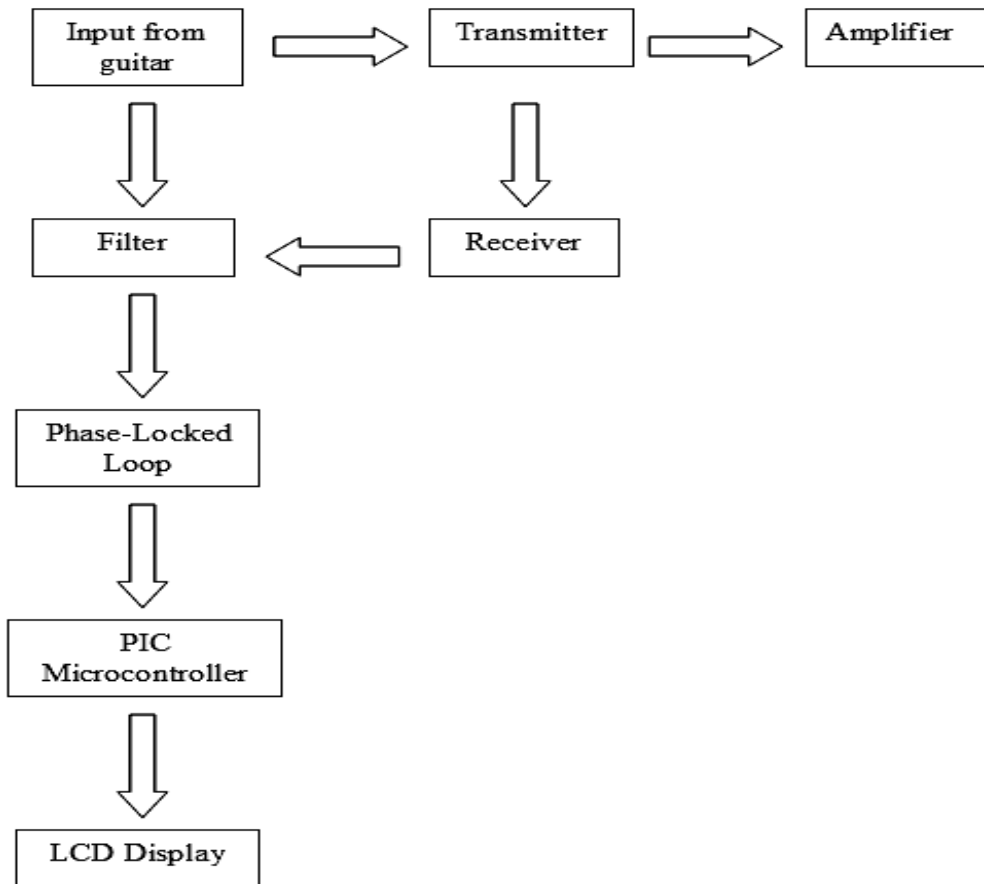 Input from
guitar
Transmitter
Amplifier
Filter
Receiver
Phase-Locked
Loop
PIC
Microcontroller
LCD Display